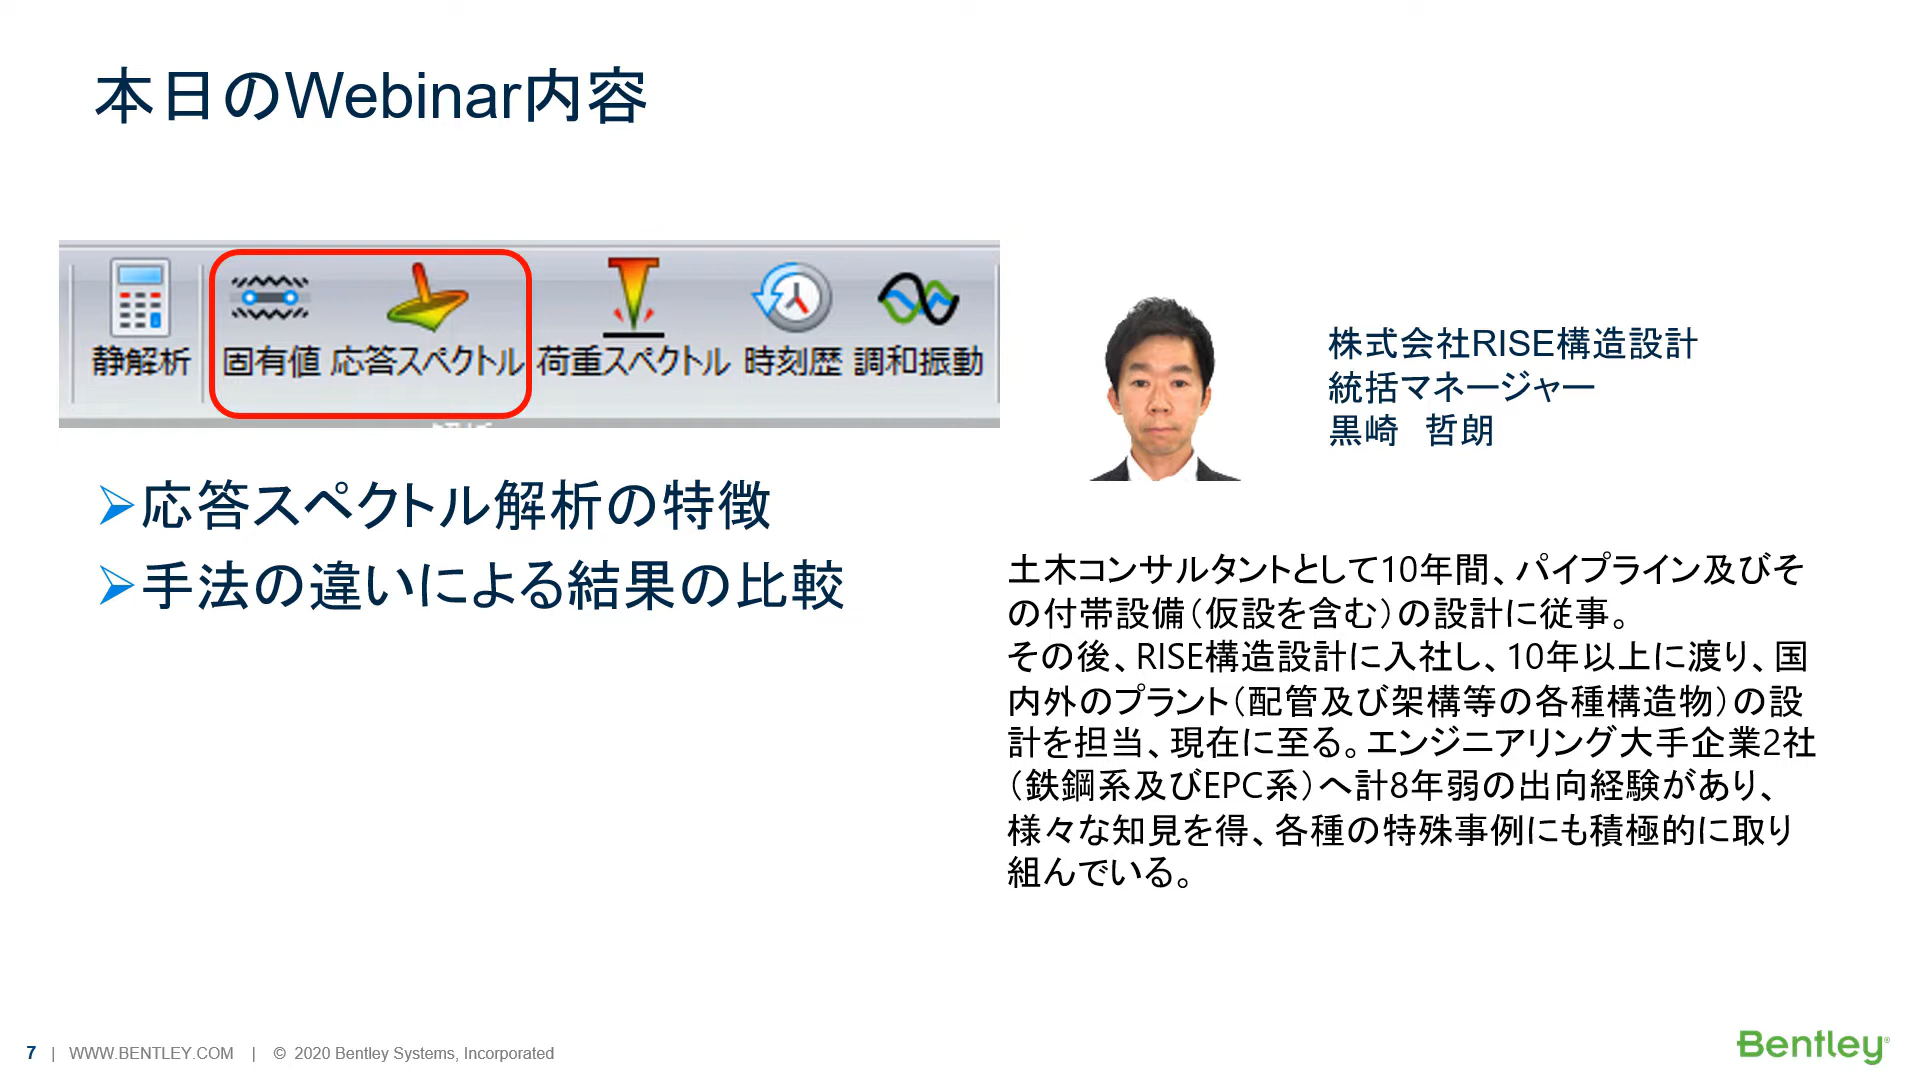 本日のWebinar内容
静解析
固有値
応答スペクトル
荷重スペクトル
時刻歴
調和振動
➢応答スペクトル解析の特徴
➢手法の違いによる結果の比較
株式会社RISE構造設計
統括マネージャー
黒崎　哲朗
土木コンサルタントとして10年間、パイプライン及びそ
の付帯設備（仮設を含む）の設計に従事。
その後、RISE構造設計に入社し、10年以上に渡り、国
内外のプラント（配管及び架構等の各種構造物）の設
計を担当、現在に至る。エンジニアリング大手企業2社
（鉄鋼系及びEPC系）へ計8年弱の出向経験があり、
様々な知見を得、各種の特殊事例にも積極的に取り
組んでいる。
7 | WWW.BENTLEY.COM | © 2020 Bentley Systems, Incorporated
Bentley®